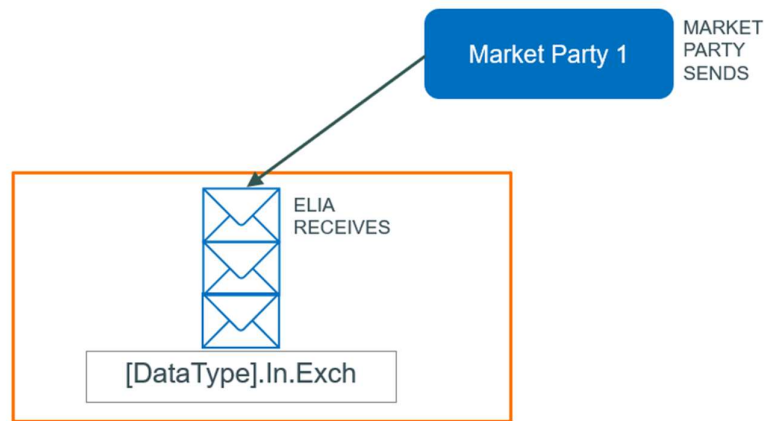 Market Party 1
MARKET
PARTY
SENDS
ELIA
RECEIVES
[DataType].In.Exch